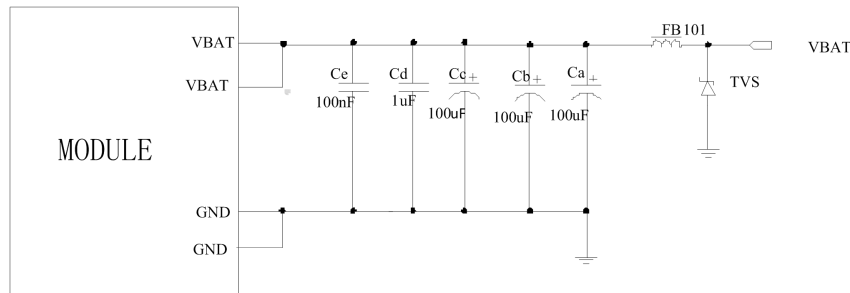 FB101
VBAT
VBAT
VBAT
Ce
Cd
Cc
Cb
Ca
+
+
+
TVS
100nF
1uF
100uF
100uF
100uF
MODULE
GND
GND